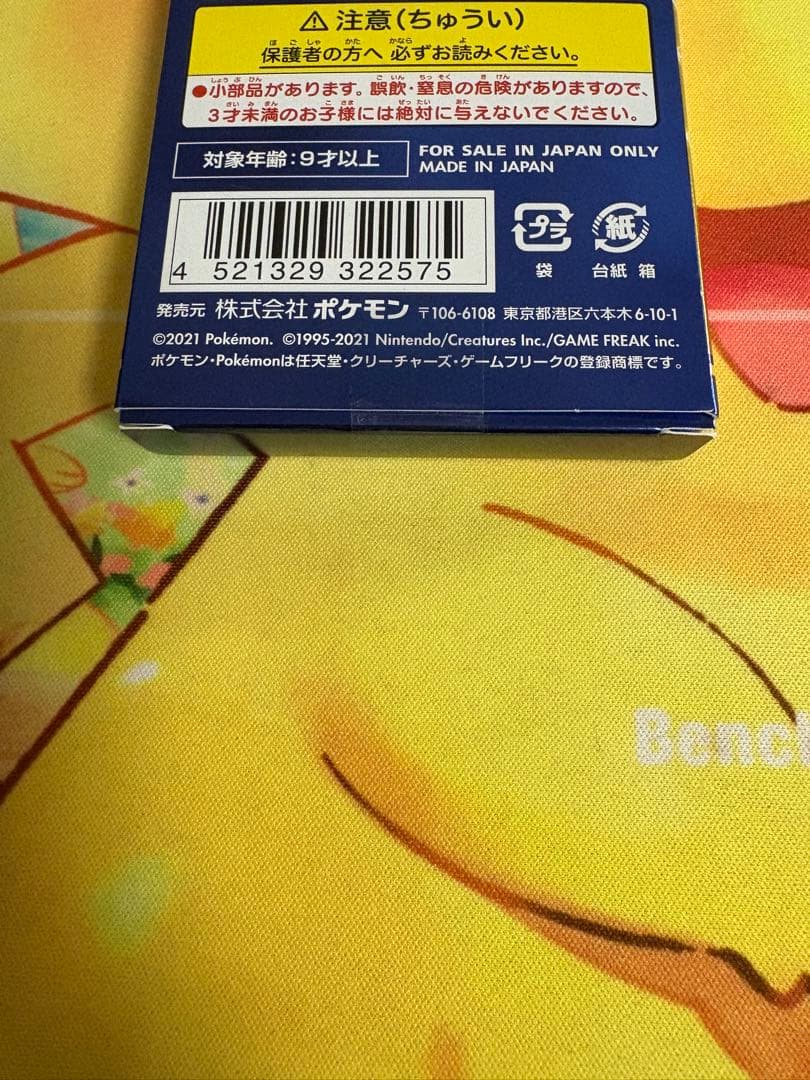 ⚠注意(ちゅうい)
保護者の方へ 必ずお読みください。
●小部品があります。誤飲・窒息の危険がありますので、
3才未満のお子様には絶対に与えないでください。
対象年齢:9才以上
FOR SALE IN JAPAN ONLY
MADE IN JAPAN
プラ
紙
袋
台紙 箱
4 521329 322575
発売元 株式会社ポケモン 〒106-6108 東京都港区六本木6-10-1
©2021 Pokémon. ©1995-2021 Nintendo/Creatures Inc./GAME FREAK inc.
ポケモン・Pokémonは任天堂・クリーチャーズ・ゲームフリークの登録商標です。